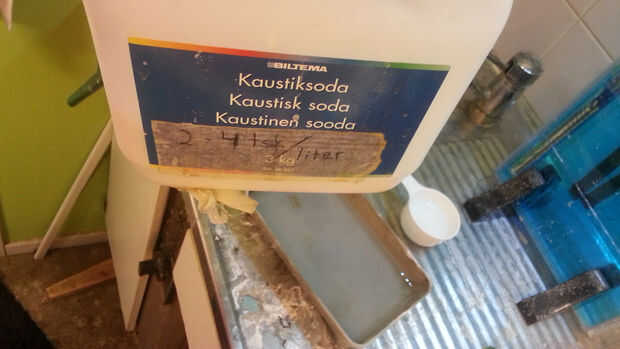 BILTEMA
Kaustiksoda
Kaustisk soda
Kaustinen sooda
2-4 tsk/liter
3 kg